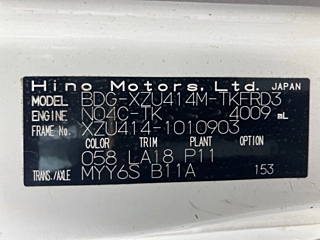 Hino Motors, Ltd. JAPAN
MODEL BDG-XZU414M-TKFRD3
ENGINE N04C-TK 4009 mL
FRAME No. XZU414-1010903
COLOR TRIM PLANT OPTION
058 LA18 P11
TRANS./AXLE MYY6S B11A 153